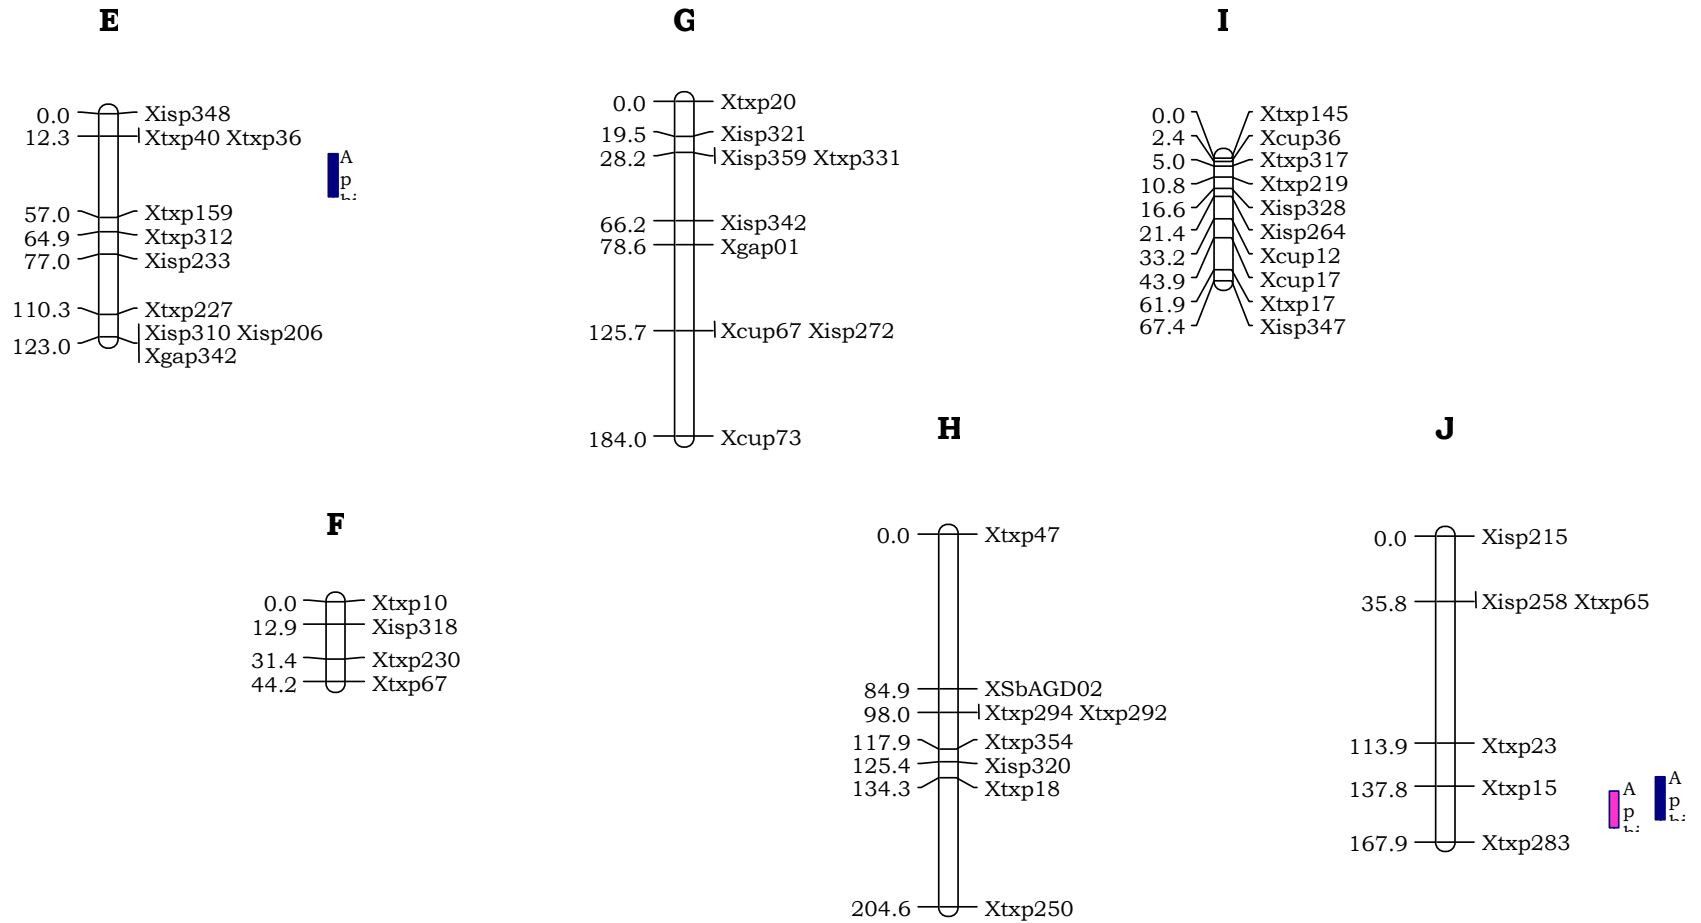 E
0.0 Xisp348
12.3 Xtxp40 Xtxp36
57.0 Xtxp159
64.9 Xtxp312
77.0 Xisp233
110.3 Xtxp227
Xisp310 Xisp206
123.0 Xgap342
A
p
G
0.0 Xtxp20
19.5 Xisp321
28.2 Xisp359 Xtxp331
66.2 Xisp342
78.6 Xgap01
125.7 Xcup67 Xisp272
184.0 Xcup73
I
0.0 Xtxp145
2.4 Xcup36
5.0 Xtxp317
10.8 Xtxp219
16.6 Xisp328
21.4 Xisp264
33.2 Xcup12
43.9 Xcup17
61.9 Xtxp17
67.4 Xisp347
F
0.0 Xtxp10
12.9 Xisp318
31.4 Xtxp230
44.2 Xtxp67
H
0.0 Xtxp47
84.9 XSbAGD02
98.0 Xtxp294 Xtxp292
117.9 Xtxp354
125.4 Xisp320
134.3 Xtxp18
204.6 Xtxp250
J
0.0 Xisp215
35.8 Xisp258 Xtxp65
113.9 Xtxp23
137.8 Xtxp15
167.9 Xtxp283
A
p
A
p